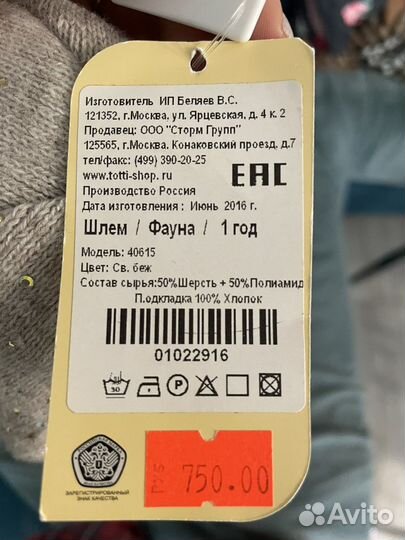 Изготовитель ИП Беляев В.С.
121352, г.Москва, ул. Ярцевская, д. 4 к. 2
Продавец: ООО "Сторм Групп"
125565, г.Москва. Конаковский проезд, д.7
тел/факс: (499) 390-20-25
www.totti-shop.ru
EAC
Производство Россия
Дата изготовления : Июнь 2016 г.
Шлем / Фауна / 1 год
Модель: 40615
Цвет: Св. беж
Состав сырья:50%Шерсть + 50%Полиамид
Подкладка 100% Хлопок
01022916
30
РУБ 750.00
ЗАРЕГИСТРИРОВАННЫЙ
ЗНАК КАЧЕСТВА
Avito